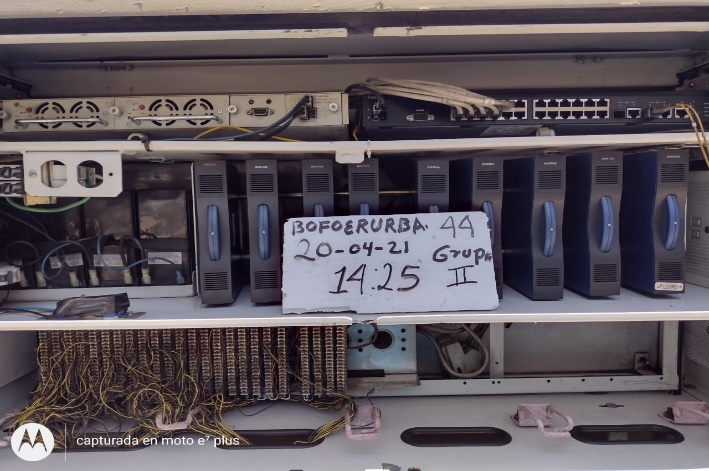 BOFOERURBA. 44
20-04-21 Grupo
14:25 II
capturada en moto e⁷ plus